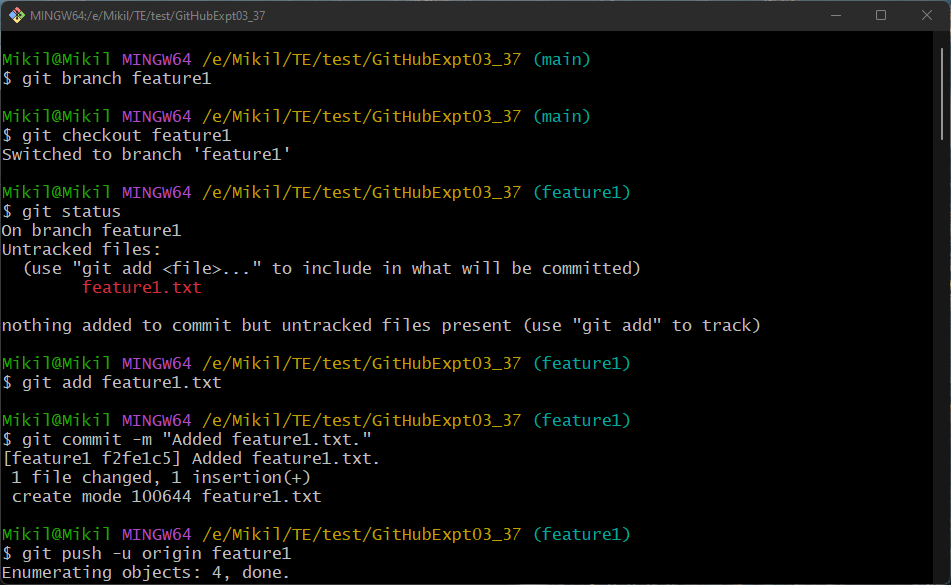 MINGW64:/e/Mikil/TE/test/GitHubExpt03_37
Mikil@Mikil MINGW64 /e/Mikil/TE/test/GitHubExpt03_37 (main)
$ git branch feature1
Mikil@Mikil MINGW64 /e/Mikil/TE/test/GitHubExpt03_37 (main)
$ git checkout feature1
Switched to branch 'feature1'
Mikil@Mikil MINGW64 /e/Mikil/TE/test/GitHubExpt03_37 (feature1)
$ git status
On branch feature1
Untracked files:
  (use "git add <file>..." to include in what will be committed)
        feature1.txt
nothing added to commit but untracked files present (use "git add" to track)
Mikil@Mikil MINGW64 /e/Mikil/TE/test/GitHubExpt03_37 (feature1)
$ git add feature1.txt
Mikil@Mikil MINGW64 /e/Mikil/TE/test/GitHubExpt03_37 (feature1)
$ git commit -m "Added feature1.txt."
[feature1 f2fe1c5] Added feature1.txt.
 1 file changed, 1 insertion(+)
 create mode 100644 feature1.txt
Mikil@Mikil MINGW64 /e/Mikil/TE/test/GitHubExpt03_37 (feature1)
$ git push -u origin feature1
Enumerating objects: 4, done.